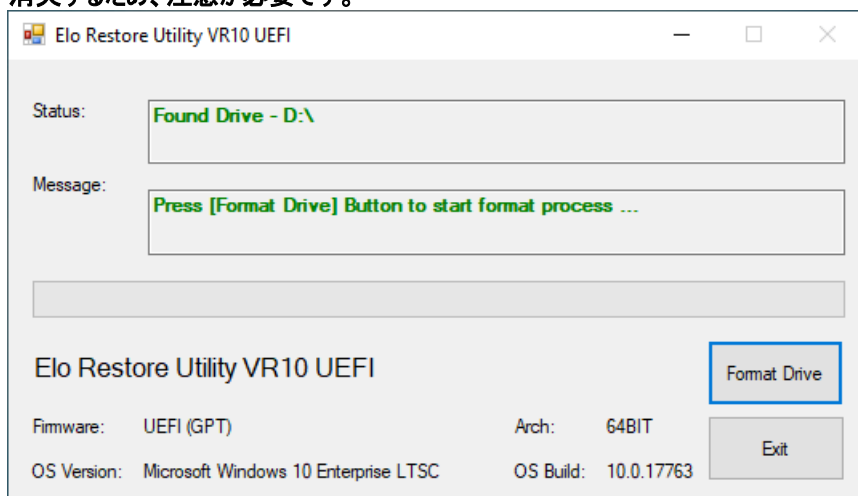 消失するため、注意が必要です。
Elo Restore Utility VR10 UEFI
Status:
Found Drive - D:\
Message:
Press [Format Drive] Button to start format process ...
Elo Restore Utility VR10 UEFI
Format Drive
Firmware: UEFI (GPT) Arch: 64BIT
Exit
OS Version: Microsoft Windows 10 Enterprise LTSC OS Build: 10.0.17763